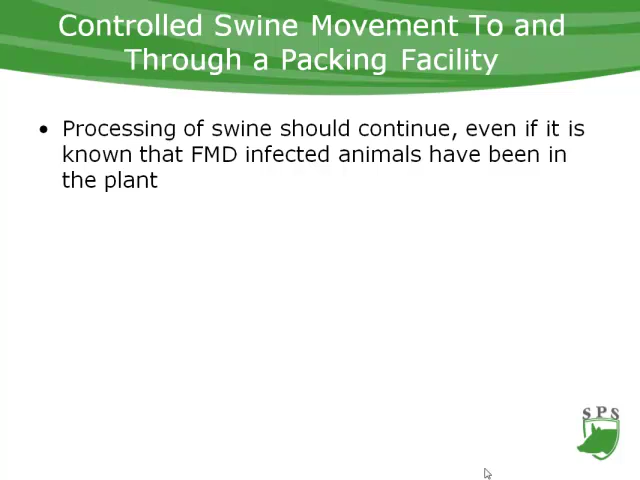 Controlled Swine Movement To and
Through a Packing Facility
• Processing of swine should continue, even if it is
known that FMD infected animals have been in
the plant
SPS